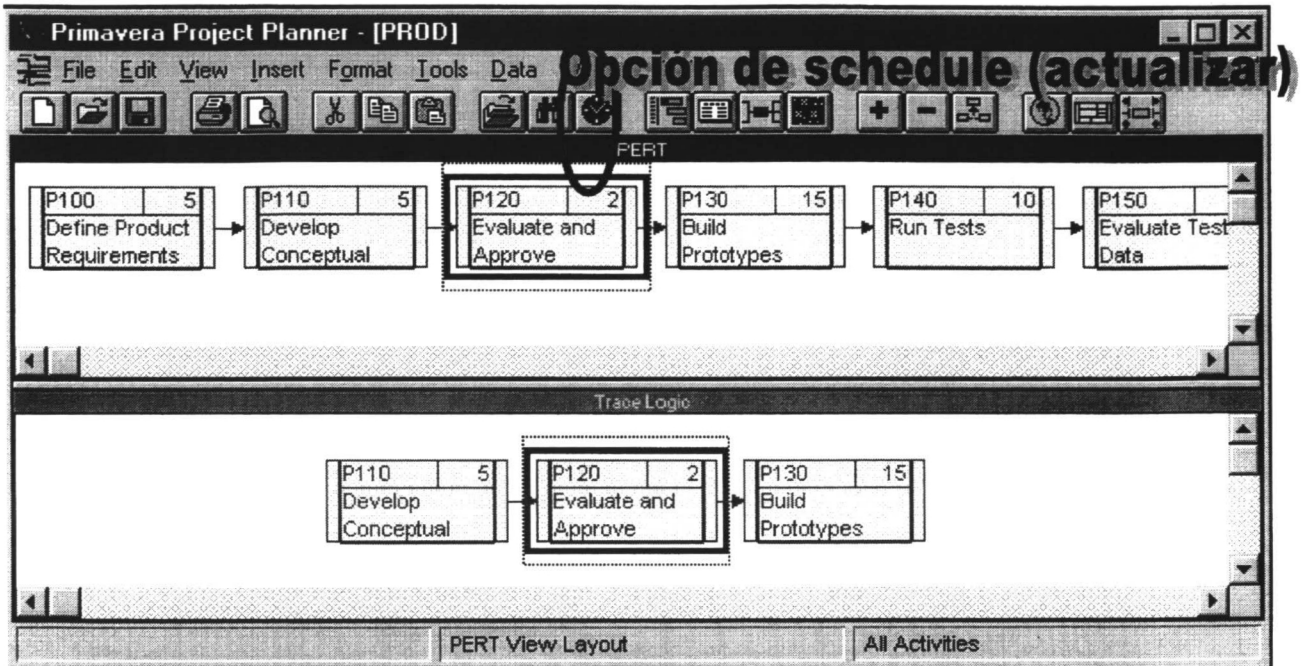 Primavera Project Planner - [PROD]
File Edit View Insert Format Tools Data
Opción de schedule (actualizar)
PERT
P100 5
Define Product
Requirements
P110 5
Develop
Conceptual
P120 2
Evaluate and
Approve
P130 15
Build
Prototypes
P140 10
Run Tests
P150
Evaluate Test
Data
Trace Logic
P110 5
Develop
Conceptual
P120 2
Evaluate and
Approve
P130 15
Build
Prototypes
PERT View Layout
All Activities